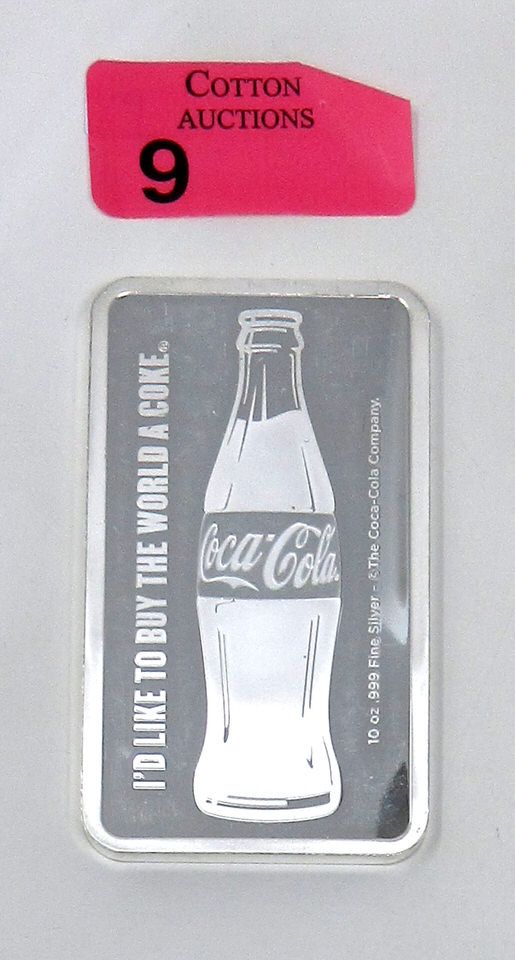 COTTON
AUCTIONS
9
I'D LIKE TO BUY THE WORLD A COKE.®
Coca-Cola
10 oz .999 Fine Silver - ©The Coca-Cola Company.